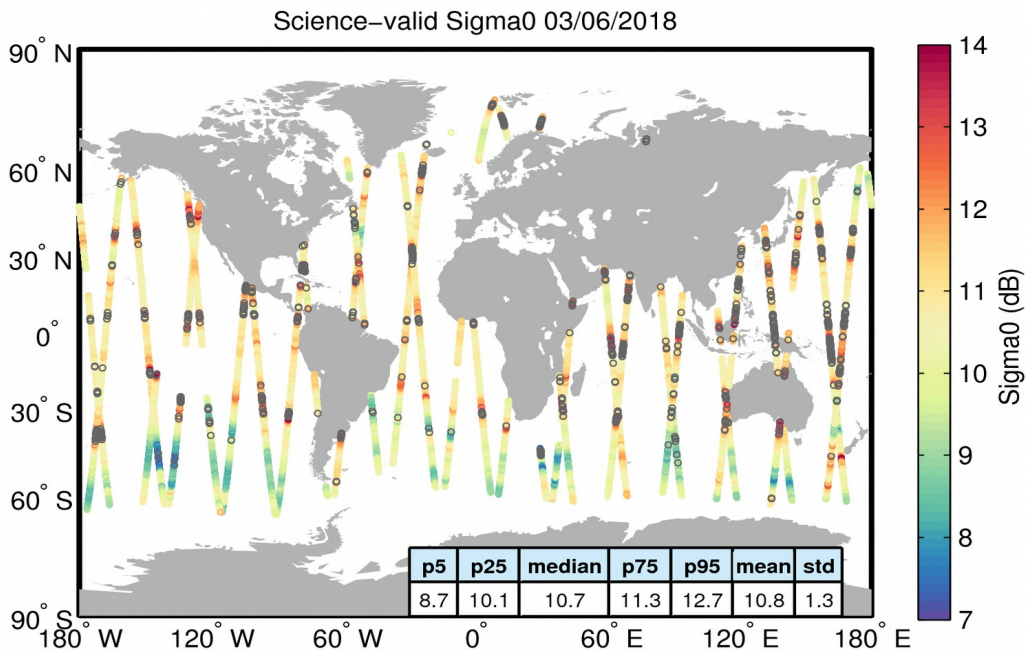 Science−valid Sigma0 03/06/2018
90° N
60° N
30° N
0°
30° S
60° S
90° S
180° W
120° W
60° W
0°
60° E
120° E
180° E
p5 p25 median p75 p95 mean std
8.7 10.1 10.7 11.3 12.7 10.8 1.3
14
13
12
11
10
9
8
7
Sigma0 (dB)